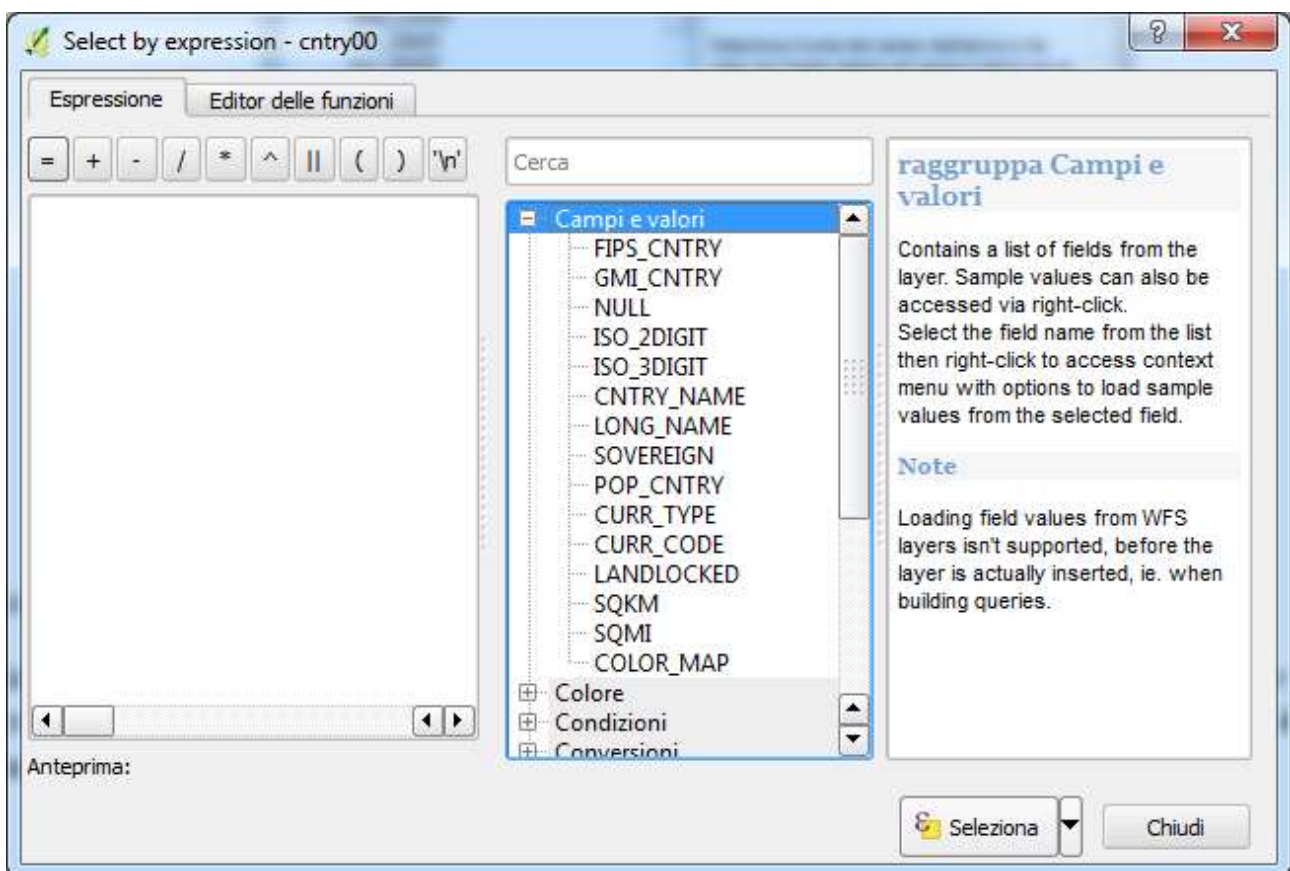 Select by expression - cntry00
?
X
Espressione
Editor delle funzioni
= + - / * ^ || ( ) '\n'
Cerca
Campi e valori
FIPS_CNTRY
GMI_CNTRY
NULL
ISO_2DIGIT
ISO_3DIGIT
CNTRY_NAME
LONG_NAME
SOVEREIGN
POP_CNTRY
CURR_TYPE
CURR_CODE
LANDLOCKED
SQKM
SQMI
COLOR_MAP
Colore
Condizioni
Conversioni
raggruppa Campi e
valori
Contains a list of fields from the
layer. Sample values can also be
accessed via right-click.
Select the field name from the list
then right-click to access context
menu with options to load sample
values from the selected field.
Note
Loading field values from WFS
layers isn't supported, before the
layer is actually inserted, ie. when
building queries.
Anteprima:
Seleziona
Chiudi